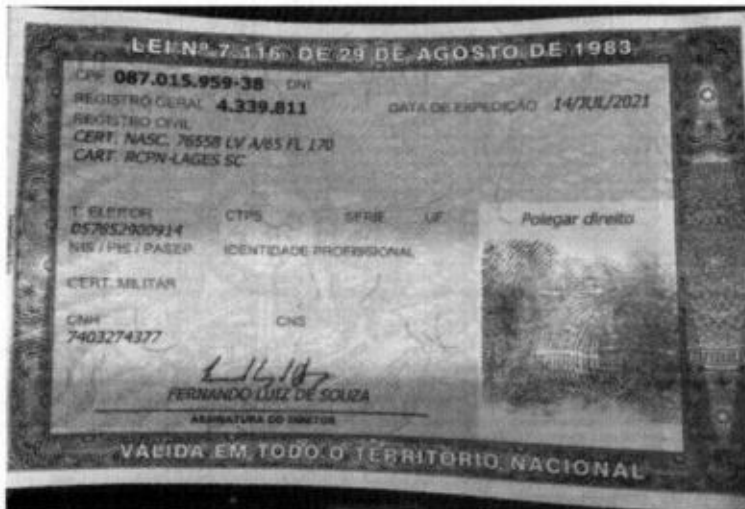 LEI Nº 7.116, DE 29 DE AGOSTO DE 1983
CPF 087.015.959-38 DNI
REGISTRO GERAL 4.339.811 DATA DE EXPEDIÇÃO 14/JUL/2021
REGISTRO CIVIL
CERT. NASC. 76558 LV A/65 FL 170
CART. RCPN-LAGES SC
T. ELEITOR CTPS SERIE UF Polegar direito
057652900914
NIS / PIS / PASEP IDENTIDADE PROFISSIONAL
CERT. MILITAR
CNH CNS
7403274377
FERNANDO LUIZ DE SOUZA
ASSINATURA DO DIRETOR
VÁLIDA EM TODO O TERRITÓRIO NACIONAL